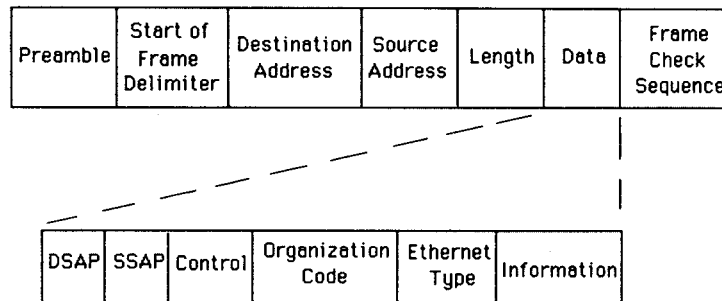 Preamble
Start of
Frame
Delimiter
Destination
Address
Source
Address
Length
Data
Frame
Check
Sequence
DSAP
SSAP
Control
Organization
Code
Ethernet
Type
Information